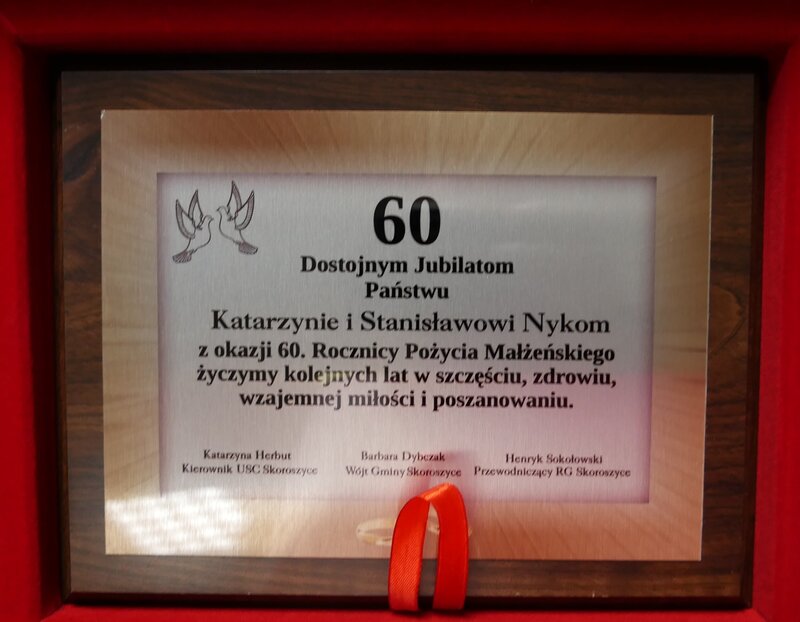 60
Dostojnym Jubilatom
Państwu
Katarzynie i Stanisławowi Nykom
z okazji 60. Rocznicy Pożycia Małżeńskiego
życzymy kolejnych lat w szczęściu, zdrowiu,
wzajemnej miłości i poszanowaniu.
Katarzyna Herbut
Kierownik USC Skoroszyce
Barbara Dybczak
Wójt Gminy Skoroszyce
Henryk Sokołowski
Przewodniczący RG Skoroszyce